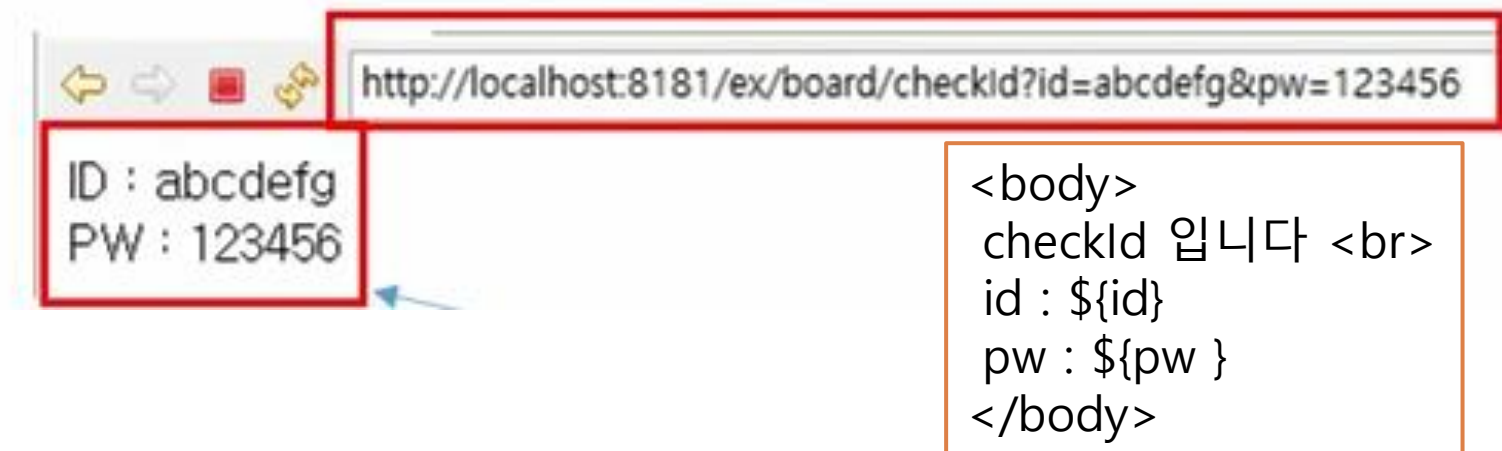 http://localhost:8181/ex/board/checkId?id=abcdefg&pw=123456
ID : abcdefg
PW : 123456
<body>
checkId 입니다 <br>
id : ${id}
pw : ${pw }
</body>